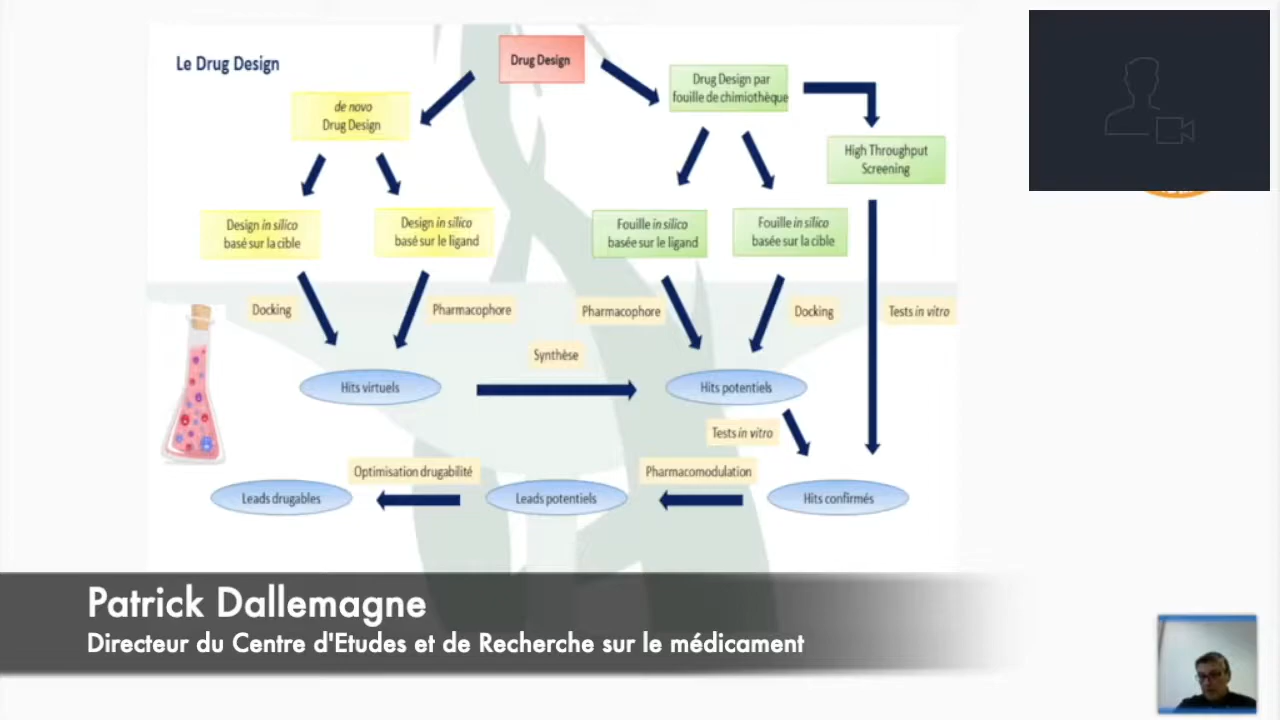 Le Drug Design
Drug Design
de novo
Drug Design
Drug Design par
fouille de chimiothèque
High Throughput
Screening
Design in silico
basé sur la cible
Design in silico
basé sur le ligand
Fouille in silico
basée sur le ligand
Fouille in silico
basée sur la cible
Docking
Pharmacophore
Pharmacophore
Docking
Tests in vitro
Synthèse
Hits virtuels
Hits potentiels
Tests in vitro
Optimisation drugabilité
Pharmacomodulation
Leads drugables
Leads potentiels
Hits confirmés
Patrick Dallemagne
Directeur du Centre d'Etudes et de Recherche sur le médicament